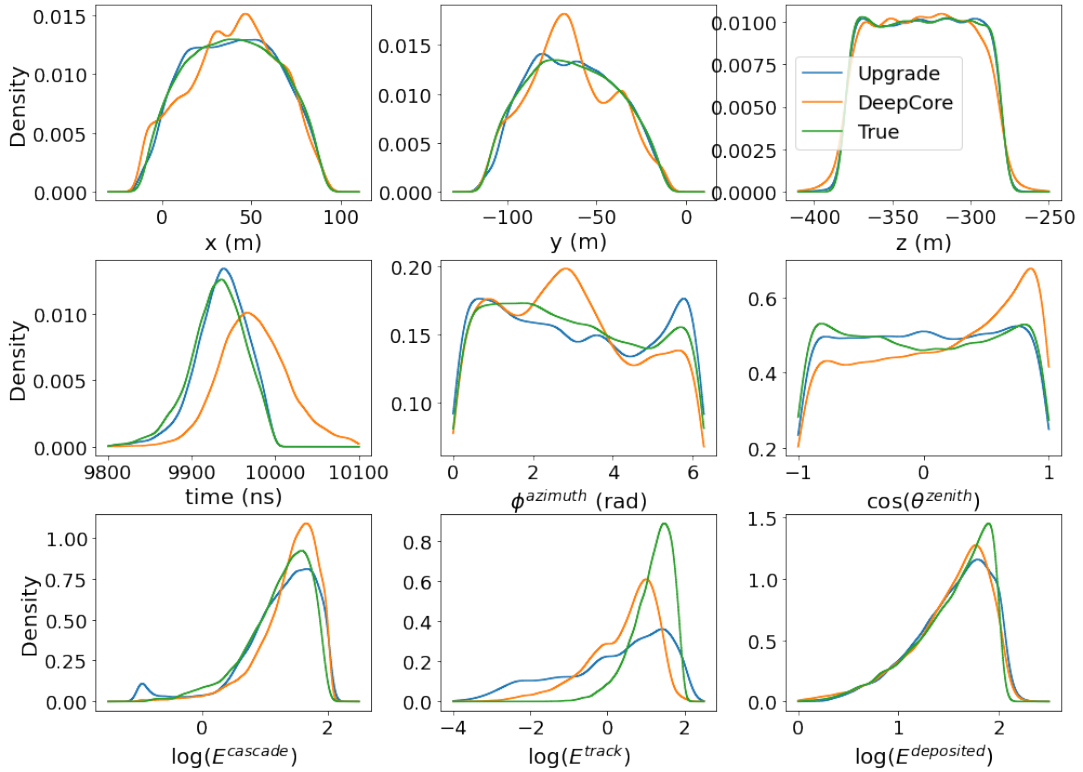 Density
0.015
0.010
0.005
0.000
0 50 100
x (m)
0.015
0.010
0.005
0.000
−100 −50 0
y (m)
0.0100
0.0075
0.0050
0.0025
0.0000
−400 −350 −300 −250
z (m)
Upgrade
DeepCore
True
Density
0.010
0.005
0.000
9800 9900 10000 10100
time (ns)
0.20
0.15
0.10
0 2 4 6
ϕ^azimuth (rad)
0.6
0.4
0.2
−1 0 1
cos(θ^zenith)
Density
1.00
0.75
0.50
0.25
0.00
0 2
log(E^cascade)
0.8
0.6
0.4
0.2
0.0
−4 −2 0 2
log(E^track)
1.5
1.0
0.5
0.0
0 1 2
log(E^deposited)